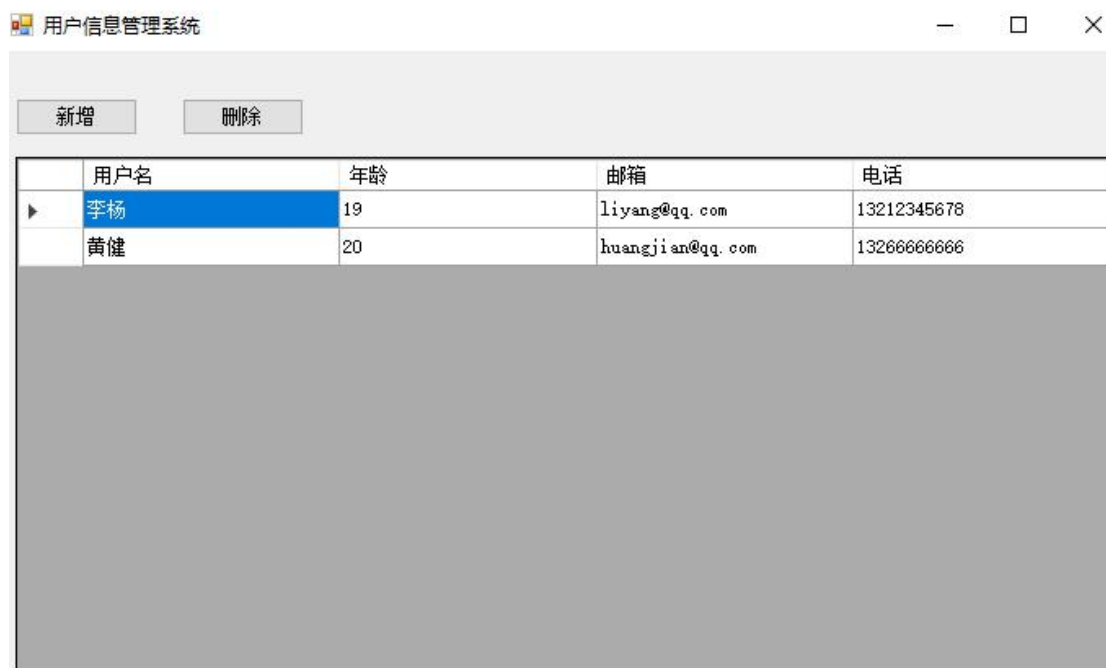 用户信息管理系统
新增 删除
用户名 年龄 邮箱 电话
李杨 19 liyang@qq.com 13212345678
黄健 20 huangjian@qq.com 13266666666